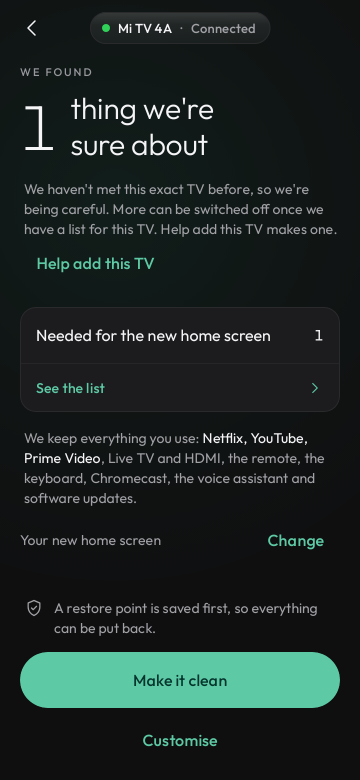 Mi TV 4A · Connected
WE FOUND
1 thing we're
sure about
We haven't met this exact TV before, so we're
being careful. More can be switched off once we
have a list for this TV. Help add this TV makes one.
Help add this TV
Needed for the new home screen 1
See the list
We keep everything you use: Netflix, YouTube,
Prime Video, Live TV and HDMI, the remote, the
keyboard, Chromecast, the voice assistant and
software updates.
Your new home screen Change
A restore point is saved first, so everything
can be put back.
Make it clean
Customise